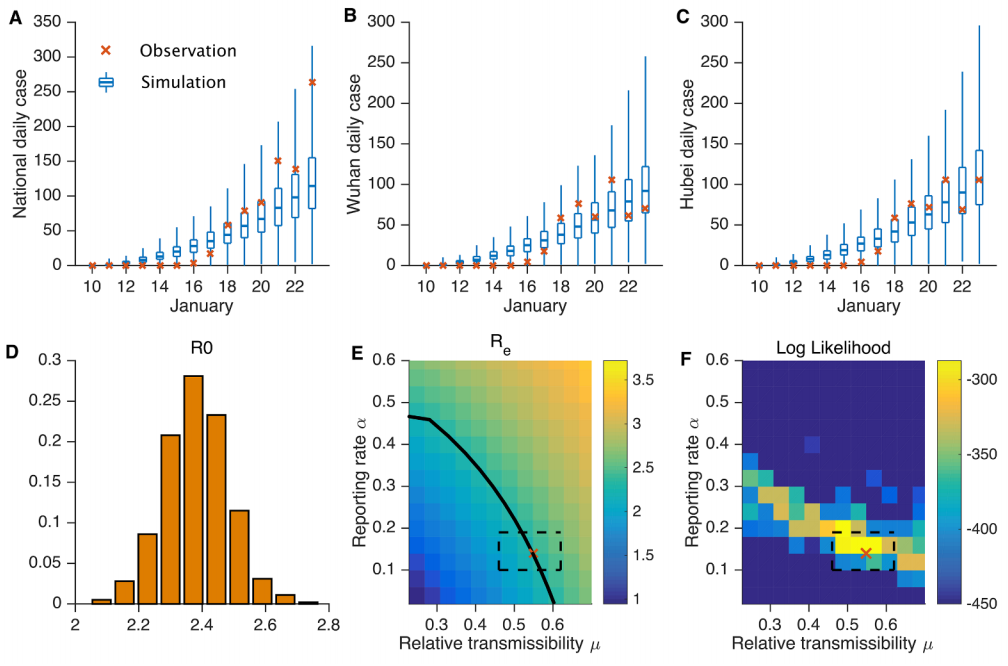 A
National daily case
350
300
250
200
150
100
50
0
Observation
Simulation
10 12 14 16 18 20 22
January
B
Wuhan daily case
350
300
250
200
150
100
50
0
10 12 14 16 18 20 22
January
C
Hubei daily case
350
300
250
200
150
100
50
0
10 12 14 16 18 20 22
January
D
R0
0.3
0.25
0.2
0.15
0.1
0.05
0
2 2.2 2.4 2.6 2.8
E
Re
Reporting rate α
0.6
0.5
0.4
0.3
0.2
0.1
0.3 0.4 0.5 0.6
Relative transmissibility μ
3.5
3
2.5
2
1.5
1
F
Log Likelihood
Reporting rate α
0.6
0.5
0.4
0.3
0.2
0.1
0.3 0.4 0.5 0.6
Relative transmissibility μ
-300
-350
-400
-450